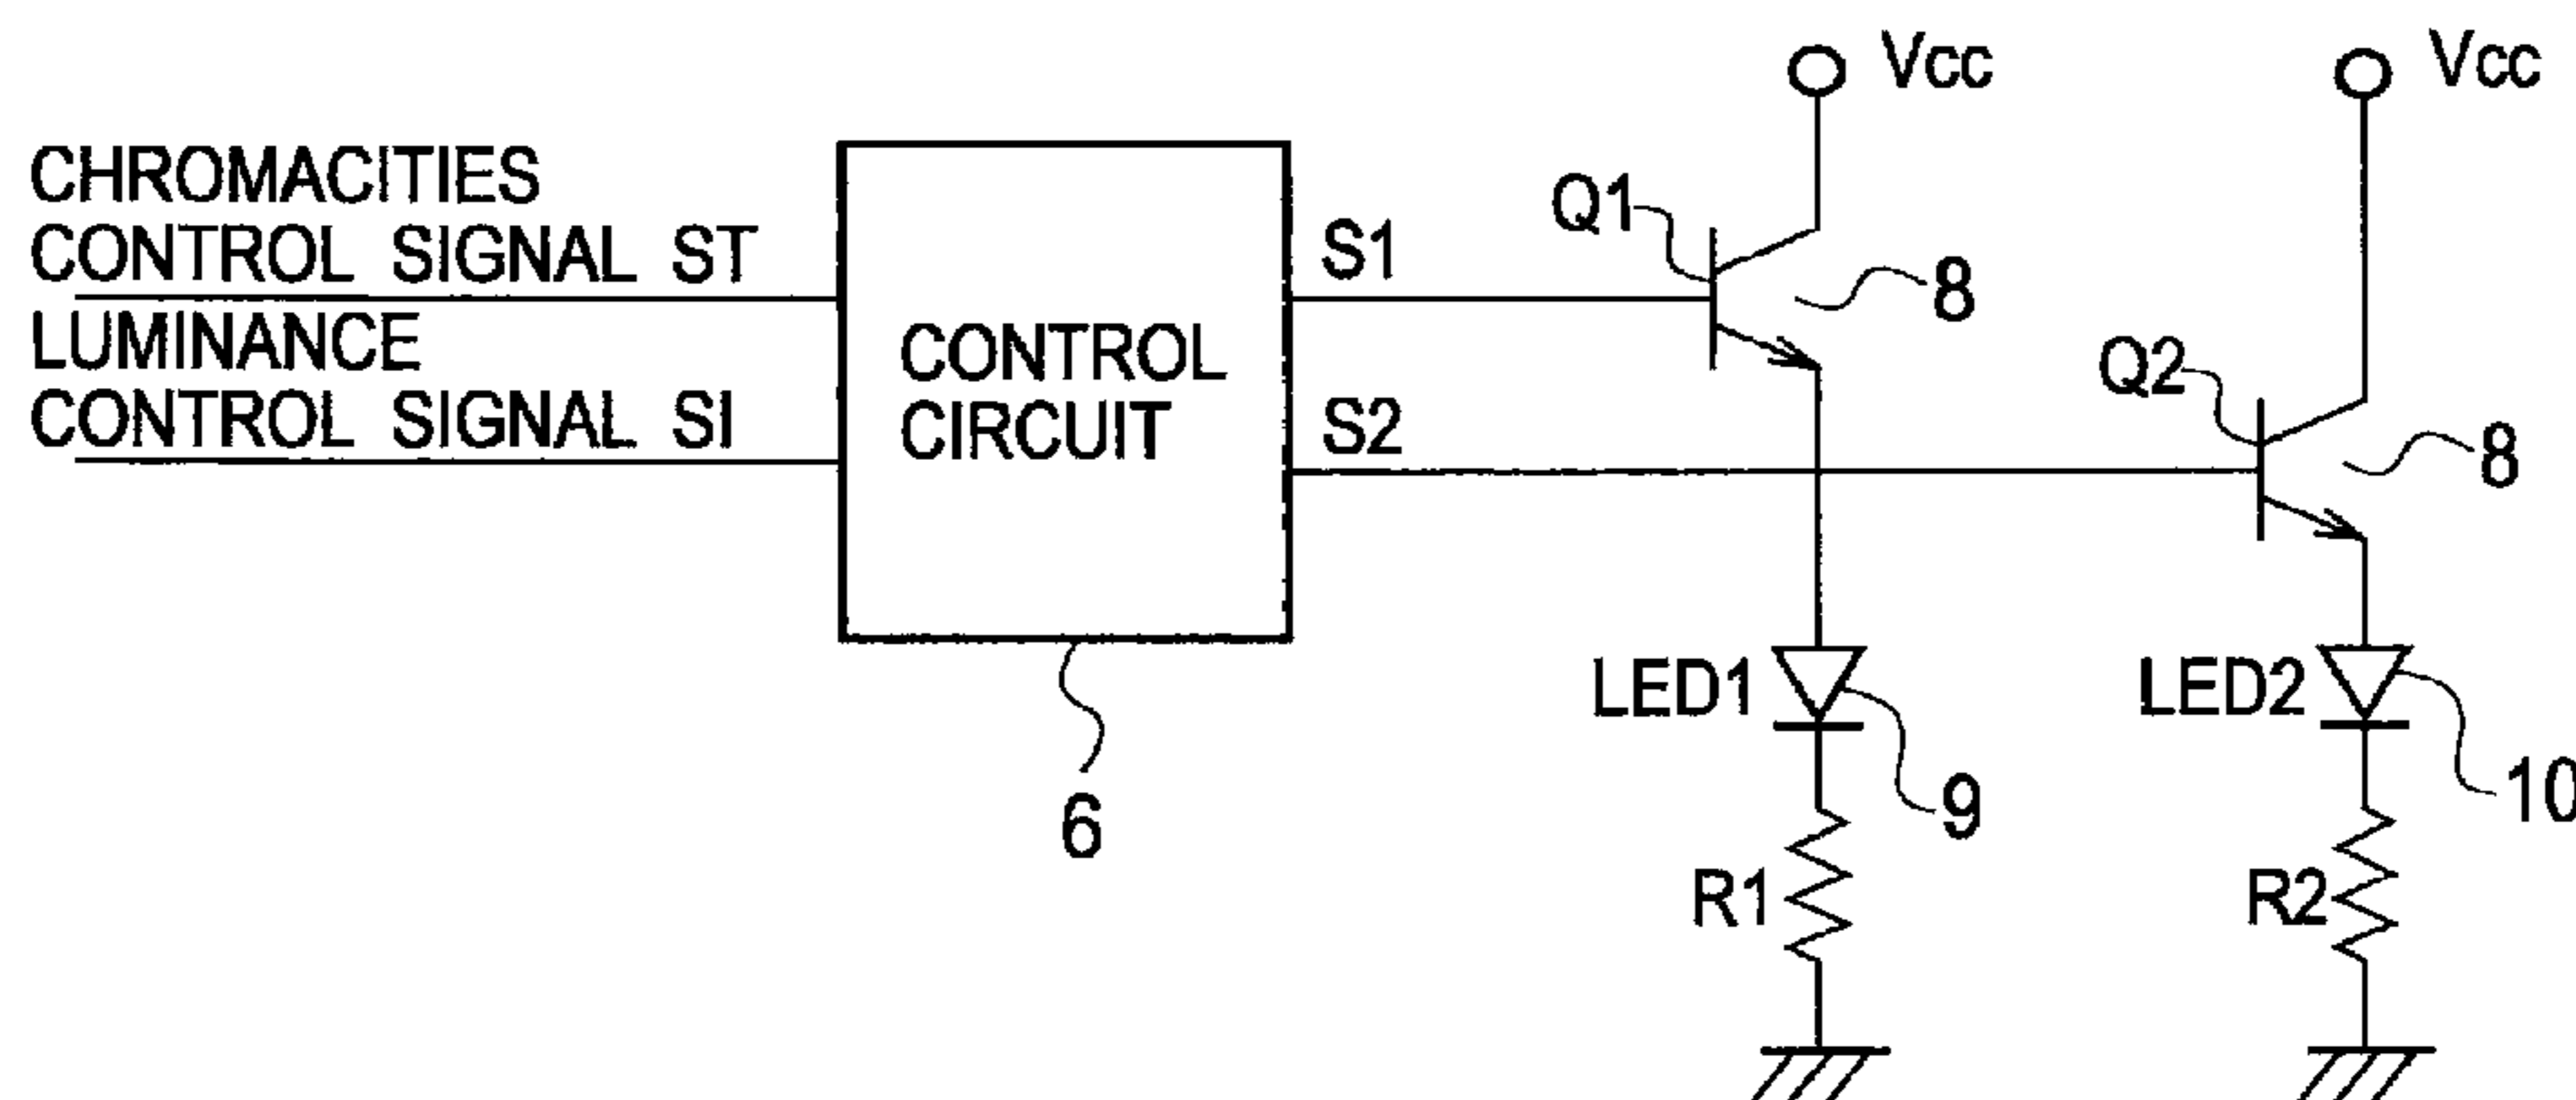 Vcc
Vcc
CHROMACITIES
CONTROL SIGNAL ST
LUMINANCE
CONTROL SIGNAL SI
CONTROL
CIRCUIT
6
S1
S2
Q1
8
Q2
8
LED1
9
LED2
10
R1
R2